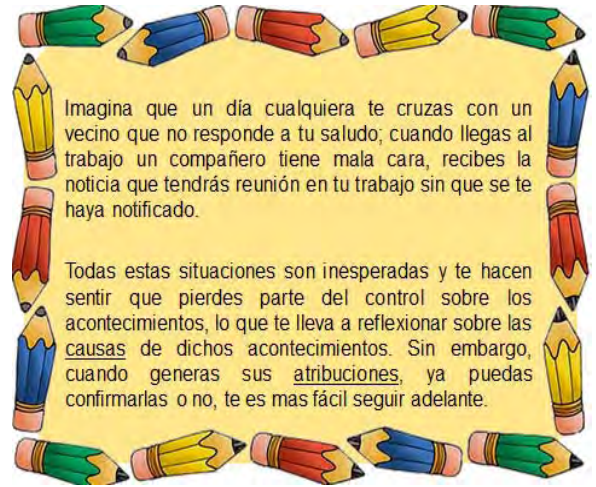 Imagina que un día cualquiera te cruzas con un
vecino que no responde a tu saludo; cuando llegas al
trabajo un compañero tiene mala cara, recibes la
noticia que tendrás reunión en tu trabajo sin que se te
haya notificado.
Todas estas situaciones son inesperadas y te hacen
sentir que pierdes parte del control sobre los
acontecimientos, lo que te lleva a reflexionar sobre las
causas de dichos acontecimientos. Sin embargo,
cuando generas sus atribuciones, ya puedas
confirmarlas o no, te es mas fácil seguir adelante.